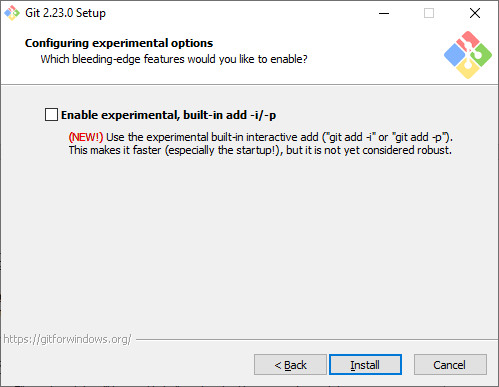 Git 2.23.0 Setup
Configuring experimental options
Which bleeding-edge features would you like to enable?
Enable experimental, built-in add -i/-p
(NEW!) Use the experimental built-in interactive add ("git add -i" or "git add -p").
This makes it faster (especially the startup!), but it is not yet considered robust.
https://gitforwindows.org/
< Back
Install
Cancel